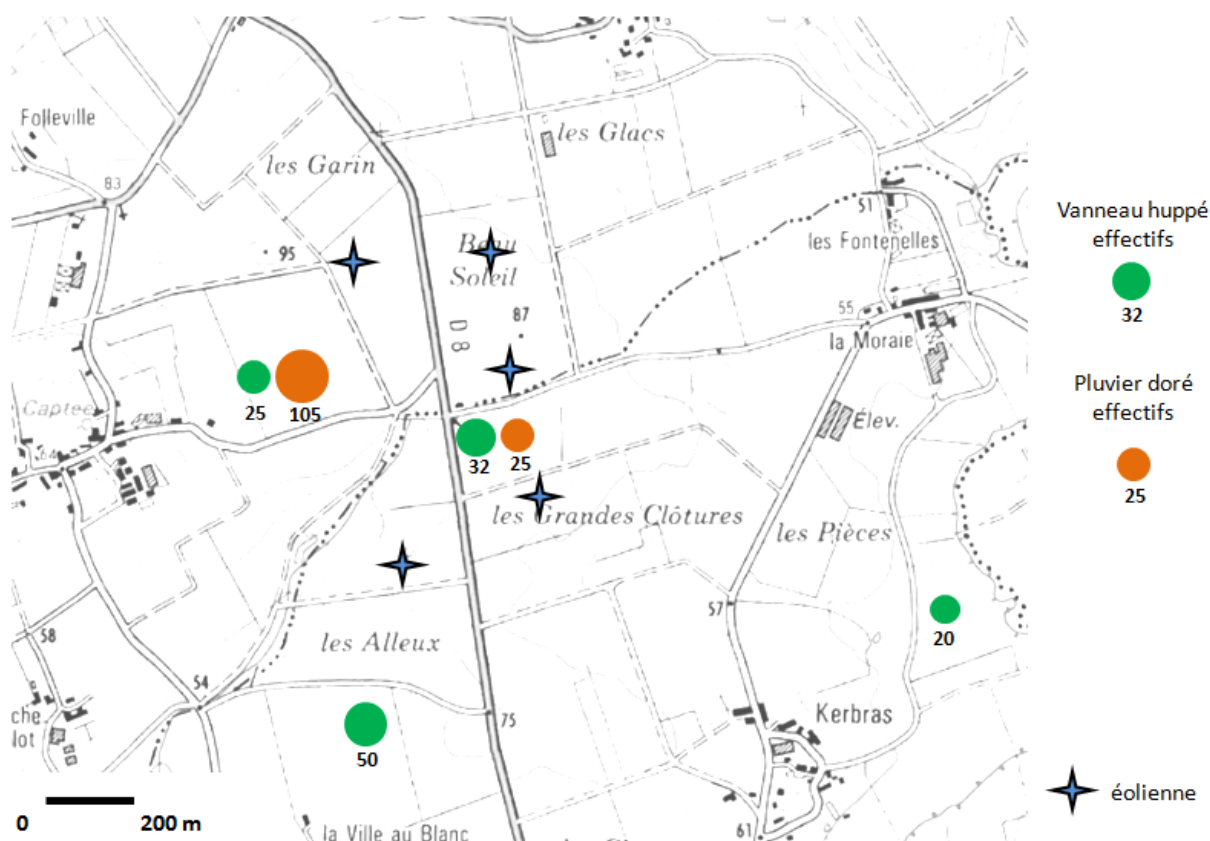 Folleville
83
les Garin
les Glacs
Vanneau huppé
effectifs
32
51
les Fontenelles
95
Beau
Soleil
87
D 8
55
la Moraie
25
105
Captee
64
32
25
Élev.
Pluvier doré
effectifs
25
les Grandes Clôtures
les Pièces
57
58
les Alleux
20
54
75
Kerbras
50
éolienne
0
200 m
la Ville au Blanc
61